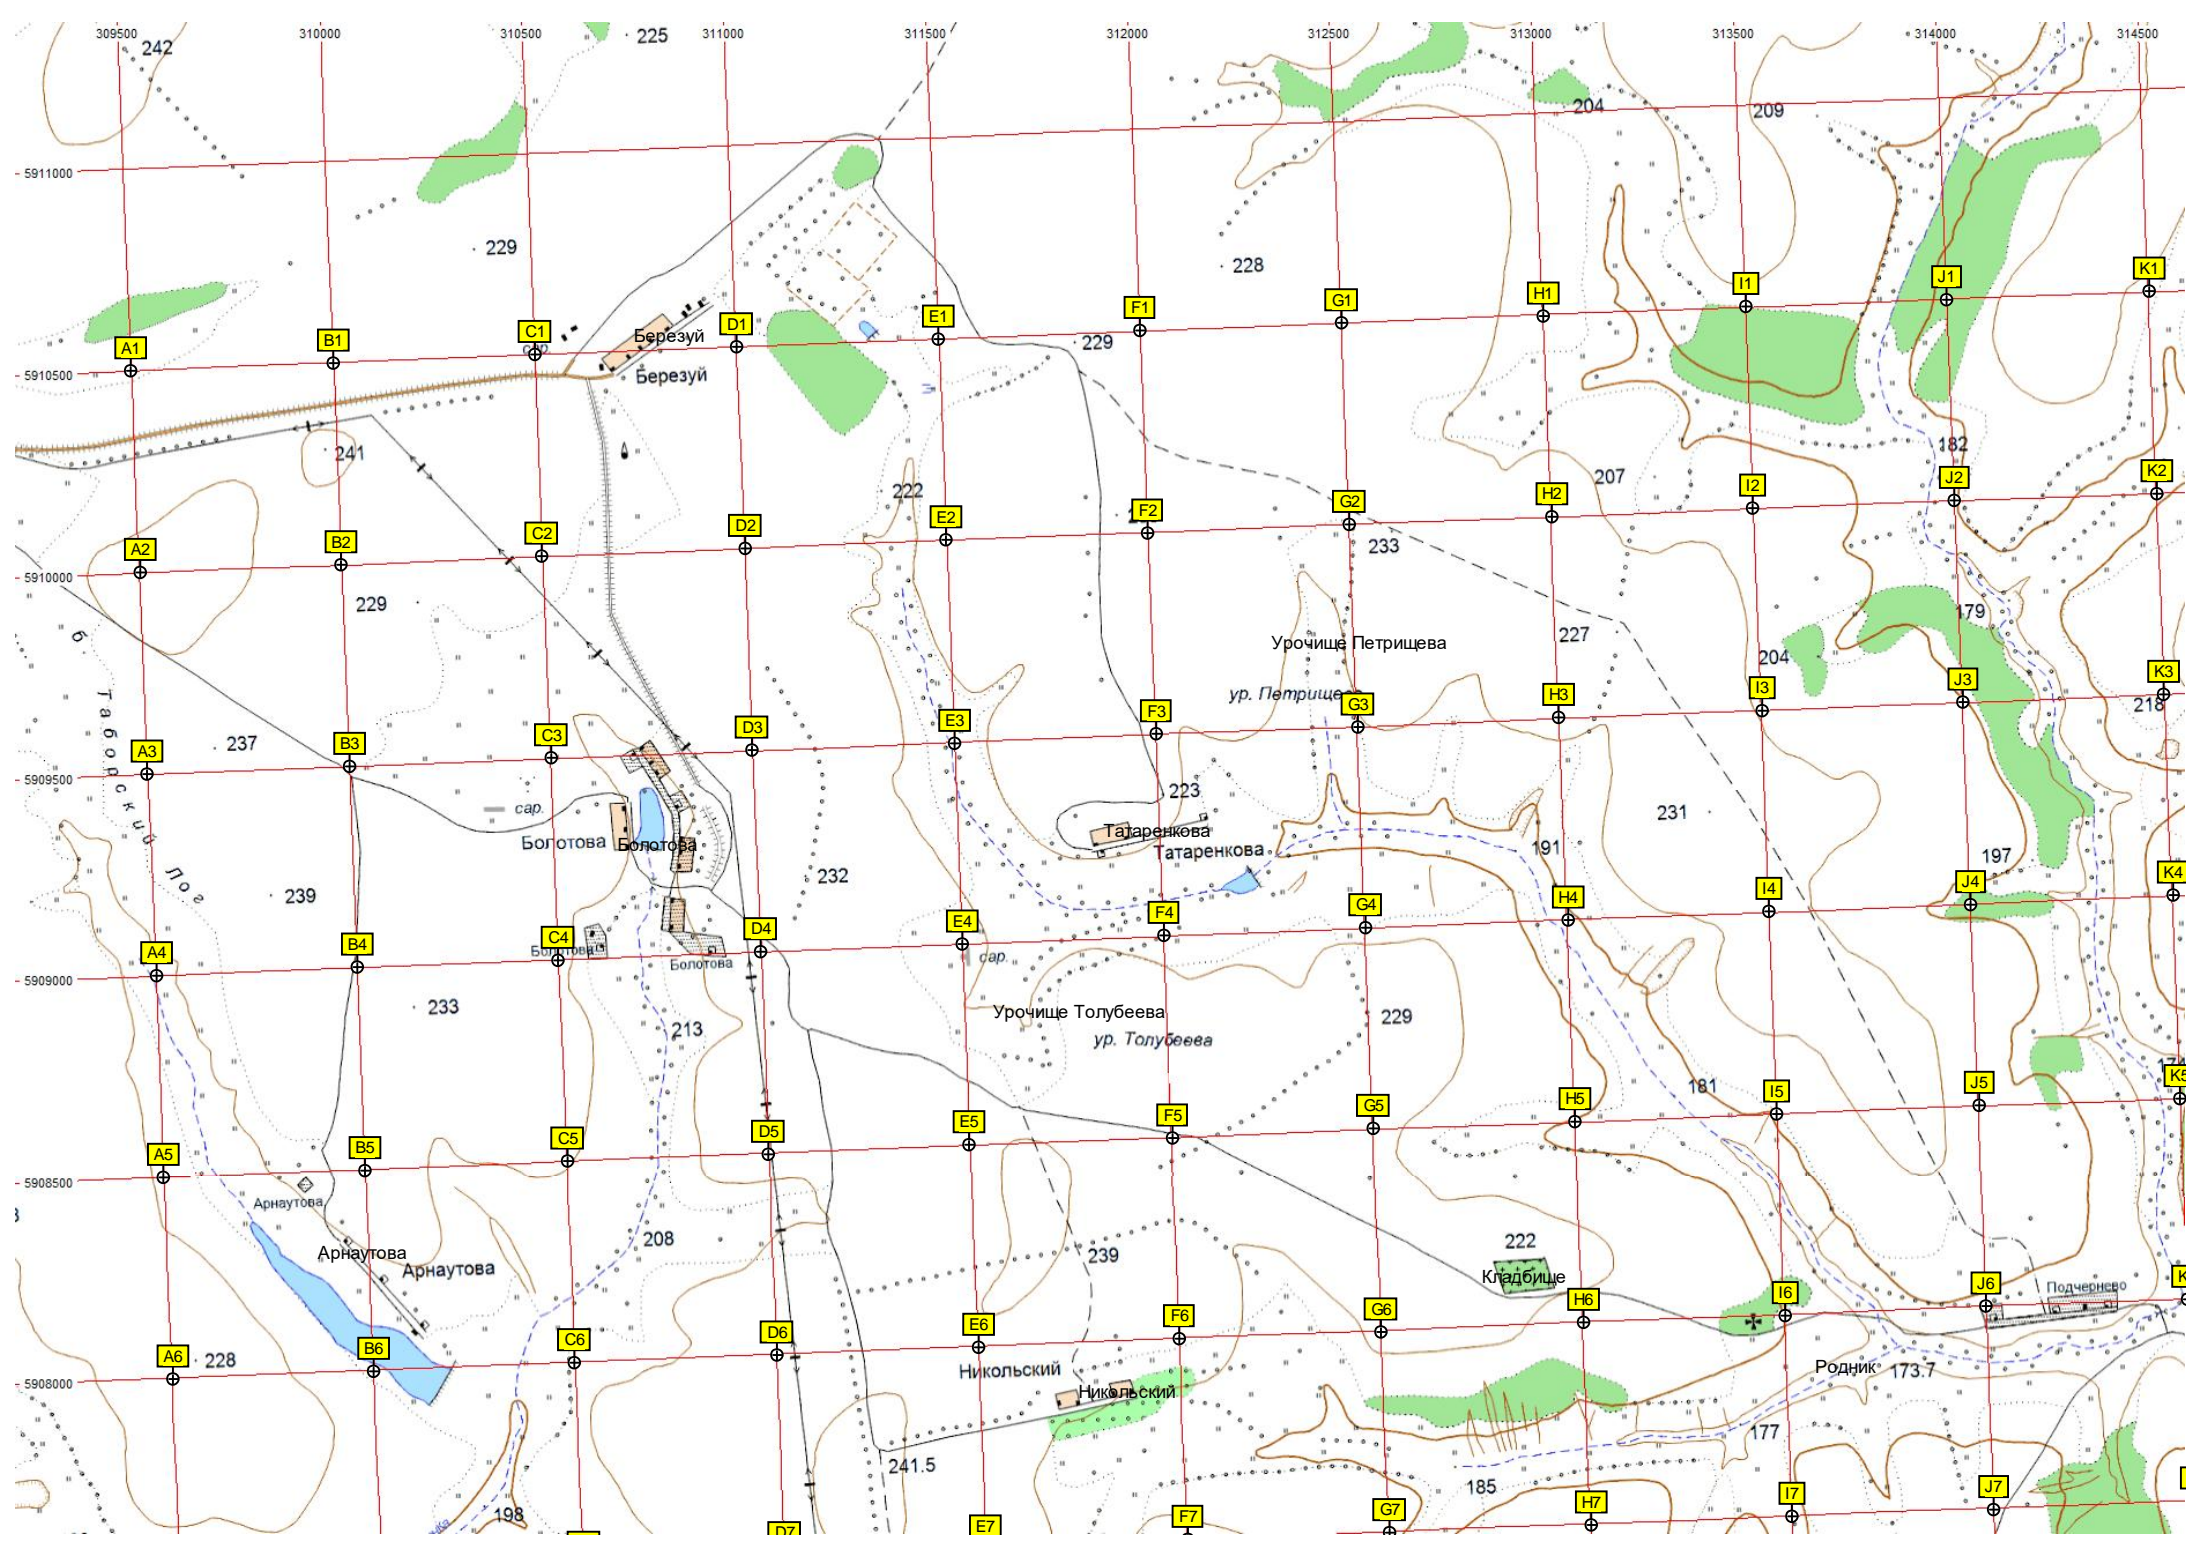 309500 310000 310500 311000 311500 312000 312500 313000 313500 314000 314500
242
225
204
209
5911000
229
228
K1
J1
I1
H1
G1
F1
E1
D1
C1
B1
A1
Березуй
Березуй
229
5910500
241
182
222
207
K2
J2
I2
H2
G2
F2
E2
D2
C2
B2
A2
233
5910000
229
179
227
б. Таборский Лог
Урочище Петрищева
204
ур. Петрищева
K3
J3
I3
H3
G3
F3
E3
D3
C3
B3
A3
218
237
5909500
223
сар.
231
Татаренкова
Болотова
Болотова
191
Татаренкова
197
232
239
K4
J4
I4
H4
G4
F4
E4
D4
C4
B4
A4
Болотова
Болотова
сар.
5909000
233
Урочище Толубеева
229
213
ур. Толубеева
181
K5
J5
I5
H5
G5
F5
E5
D5
C5
B5
A5
5908500
Арнаутова
208
222
239
Арнаутова
Арнаутова
Кладбище
Подчернево
J6
I6
H6
G6
F6
E6
D6
C6
B6
A6
228
Никольский
Родник
173.7
5908000
Никольский
177
241.5
185
198
J7
I7
H7
G7
F7
E7
D7